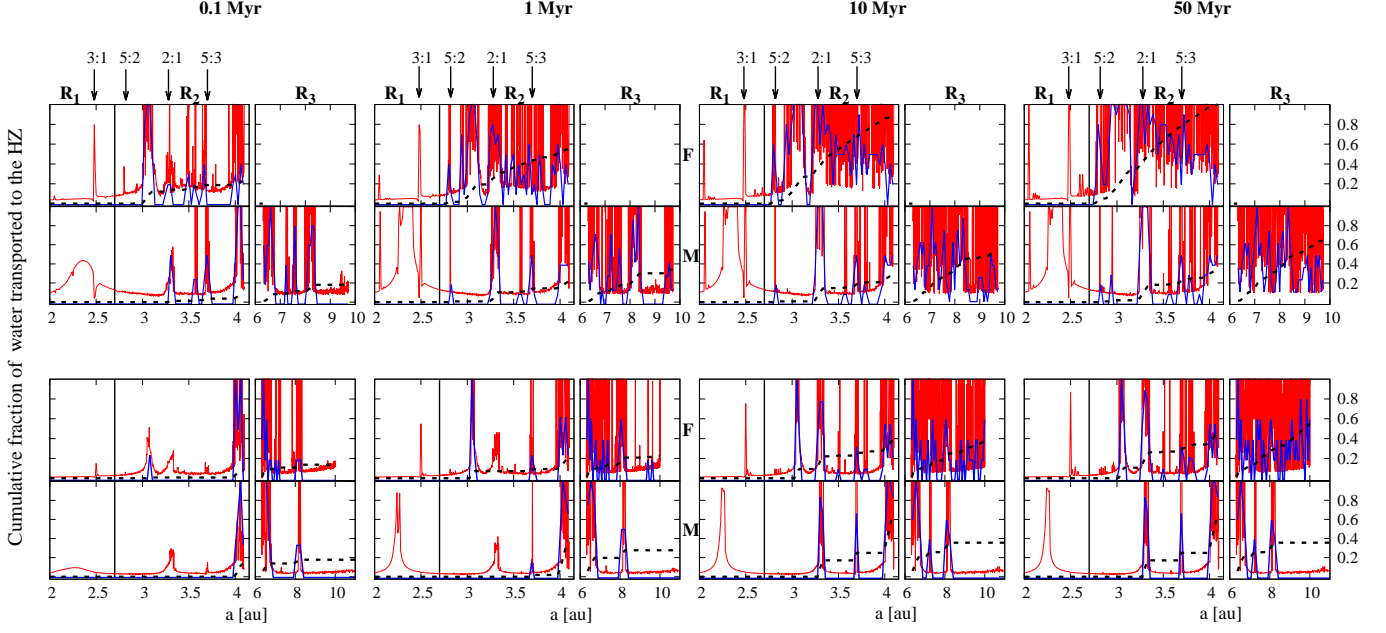 0.1 Myr 1 Myr 10 Myr 50 Myr
3:1 5:2 2:1 5:3 3:1 5:2 2:1 5:3 3:1 5:2 2:1 5:3 3:1 5:2 2:1 5:3
R1 R2 R3 R1 R2 R3 R1 R2 R3 R1 R2 R3
Cumulative fraction of water transported to the HZ
F
0.8
0.6
0.4
0.2
M
0.8
0.6
0.4
0.2
2 2.5 3 3.5 4 6 7 8 9 10 2 2.5 3 3.5 4 6 7 8 9 10 2 2.5 3 3.5 4 6 7 8 9 10 2 2.5 3 3.5 4 6 7 8 9 10
F
0.8
0.6
0.4
0.2
M
0.8
0.6
0.4
0.2
2 2.5 3 3.5 4 6 8 10 2 2.5 3 3.5 4 6 8 10 2 2.5 3 3.5 4 6 8 10 2 2.5 3 3.5 4 6 8 10
a [au] a [au] a [au] a [au]